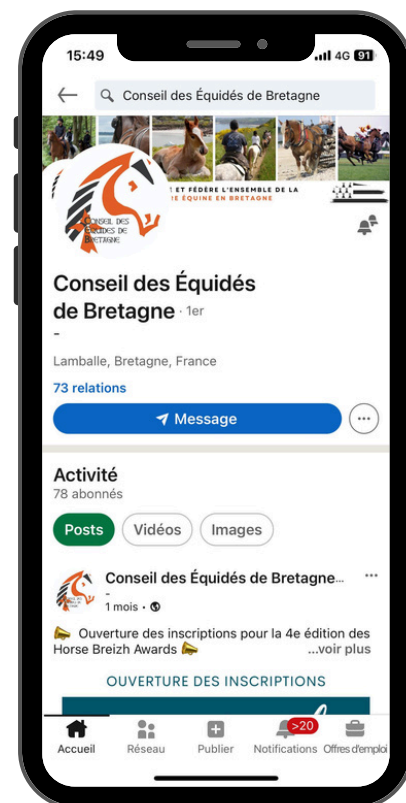 15:49
4G 91
Conseil des Équidés de Bretagne
ET FÉDÈRE L'ENSEMBLE DE LA
CONSEIL DES
ÉQUIDÉS DE
BRETAGNE
E ÉQUINE EN BRETAGNE
Conseil des Équidés
de Bretagne · 1er
-
Lamballe, Bretagne, France
73 relations
Message
Activité
78 abonnés
Posts Vidéos Images
Conseil des Équidés de Bretagne...
-
1 mois •
Ouverture des inscriptions pour la 4e édition des
Horse Breizh Awards ...voir plus
OUVERTURE DES INSCRIPTIONS
>20
Accueil Réseau Publier Notifications Offres d'emploi